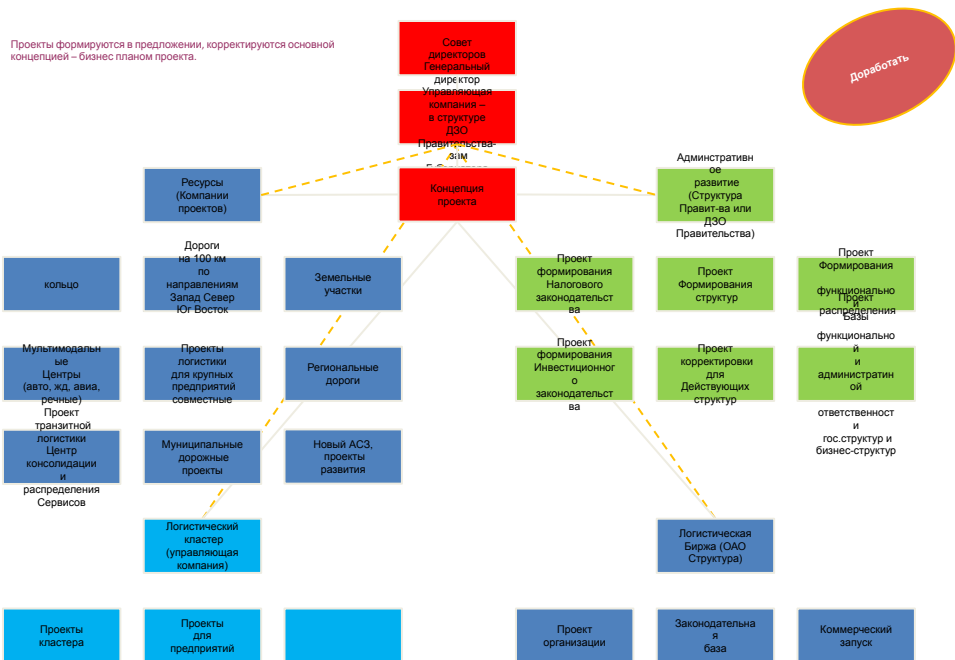 Проекты формируются в предложении, корректируются основной
концепцией – бизнес планом проекта.
Доработать
Совет
директоров
Генеральный
директор
Управляющая
компания –
в структуре
ДЗО
Правительства-
зам
Концепция
проекта
Ресурсы
(Компании
проектов)
Админстративн
ое
развитие
(Структура
Правит-ва или
ДЗО
Правительства)
кольцо
Дороги
на 100 км
по
направлениям
Запад Север
Юг Восток
Земельные
участки
Проект
формирования
Налогового
законодательст
ва
Проект
Формирования
структур
Проект
Формирования
функционально
й
распределения
Мультимодаль
ные
Центры
(авто, жд, авиа,
речные)
Проекты
логистики
для крупных
предприятий
совместные
Региональные
дороги
Проект
формирования
Инвестиционног
о
законодательст
ва
Проект
корректировки
для
Действующих
структур
Проект
Базы
функционально
й
и
администратин
ой
ответственност
и
гос.структур и
бизнес-структур
Проект
транзитной
логистики
Центр
консолидации
и
распределения
Сервисов
Муниципальные
дорожные
проекты
Новый АСЗ,
проекты
развития
Логистический
кластер
(управляющая
компания)
Логистическая
Биржа (ОАО
Структура)
Проекты
кластера
Проекты
для
предприятий
Проект
организации
Законодательна
я
база
Коммерческий
запуск